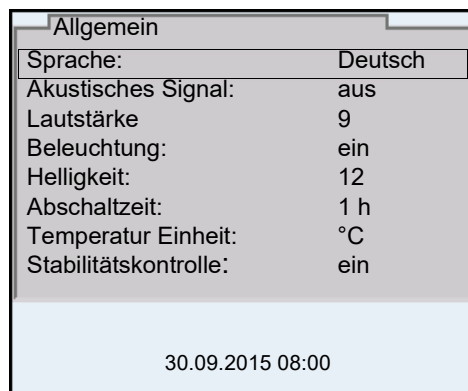 Allgemein
Sprache: Deutsch
Akustisches Signal: aus
Lautstärke 9
Beleuchtung: ein
Helligkeit: 12
Abschaltzeit: 1 h
Temperatur Einheit: °C
Stabilitätskontrolle: ein
30.09.2015 08:00